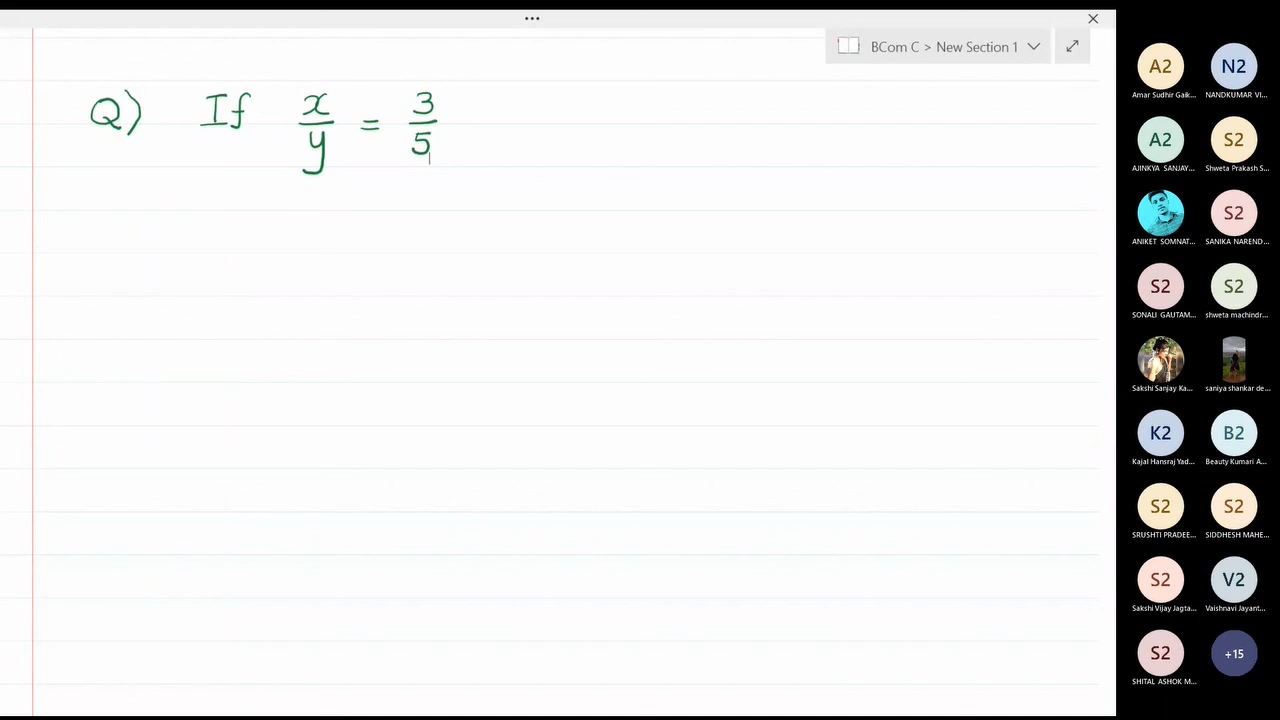 ...
BCom C > New Section 1
Q) If x/y = 3/5
A2
Amar Sudhir Gaik...
N2
NANDKUMAR VI...
A2
AJINKYA SANJAY...
S2
Shweta Prakash S...
ANIKET SOMNAT...
S2
SANIKA NAREND...
S2
SONALI GAUTAM...
S2
shweta machindr...
Sakshi Sanjay Ka...
saniya shankar de...
K2
Kajal Hansraj Yad...
B2
Beauty Kumari A...
S2
SRUSHTI PRADEE...
S2
SIDDHESH MAHE...
S2
Sakshi Vijay Jagta...
V2
Vaishnavi Jayant...
S2
SHITAL ASHOK M...
+15